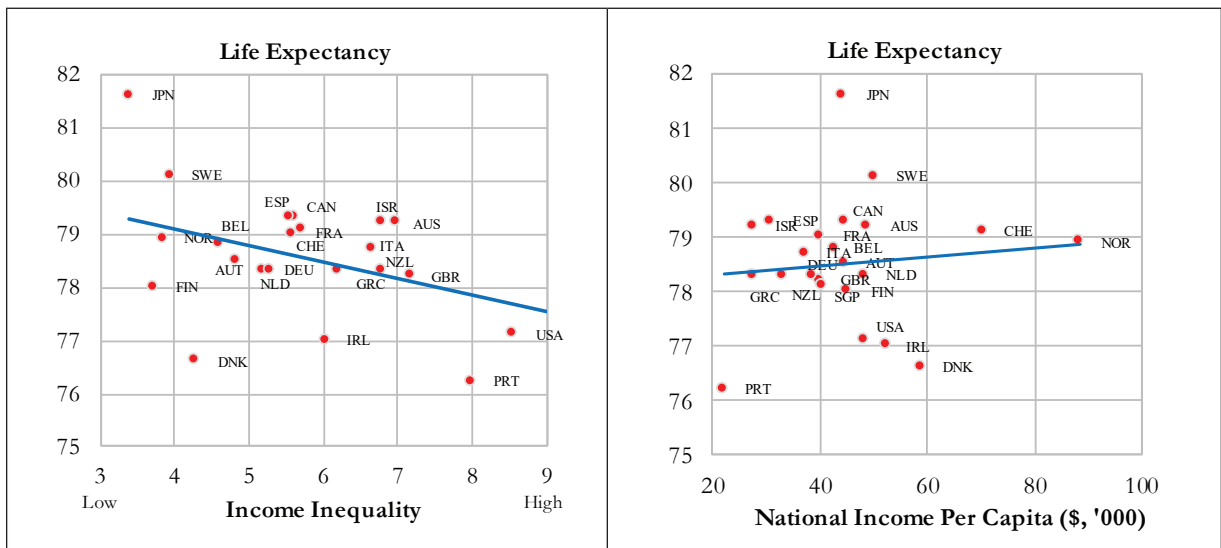 Life Expectancy
82
81
80
79
78
77
76
75
JPN
SWE
ESP CAN ISR
AUS
BEL
NOR FRA
CHE ITA
AUT DEU NZL
NLD GRC GBR
FIN
IRL USA
DNK
PRT
3 4 5 6 7 8 9
Low High
Income Inequality
Life Expectancy
82
81
80
79
78
77
76
75
JPN
SWE
CAN
ISR ESP AUS
FRA CHE
BEL NOR
ITA
DEU AUT
GBR NLD
GRC NZL SGP FIN
USA
IRL
DNK
PRT
20 40 60 80 100
National Income Per Capita ($, '000)